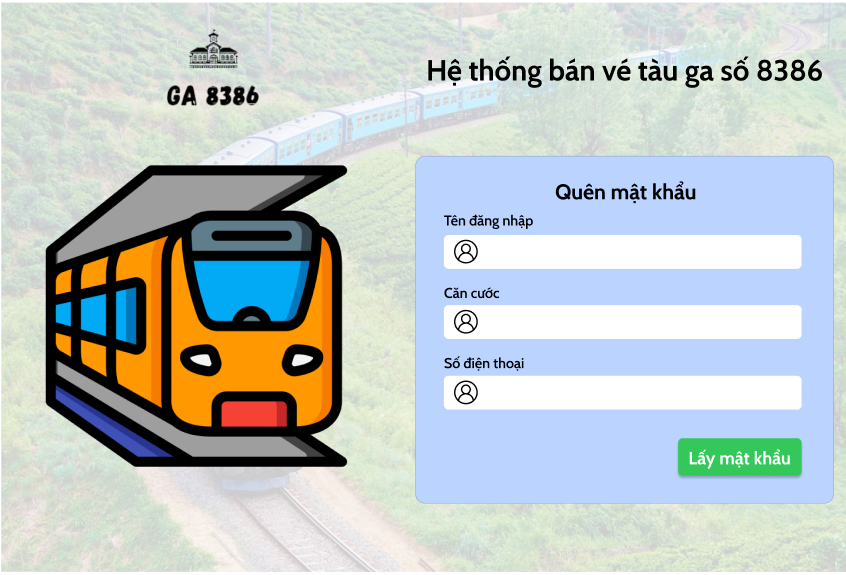 GA 8386
Hệ thống bán vé tàu ga số 8386
Quên mật khẩu
Tên đăng nhập
Căn cước
Số điện thoại
Lấy mật khẩu